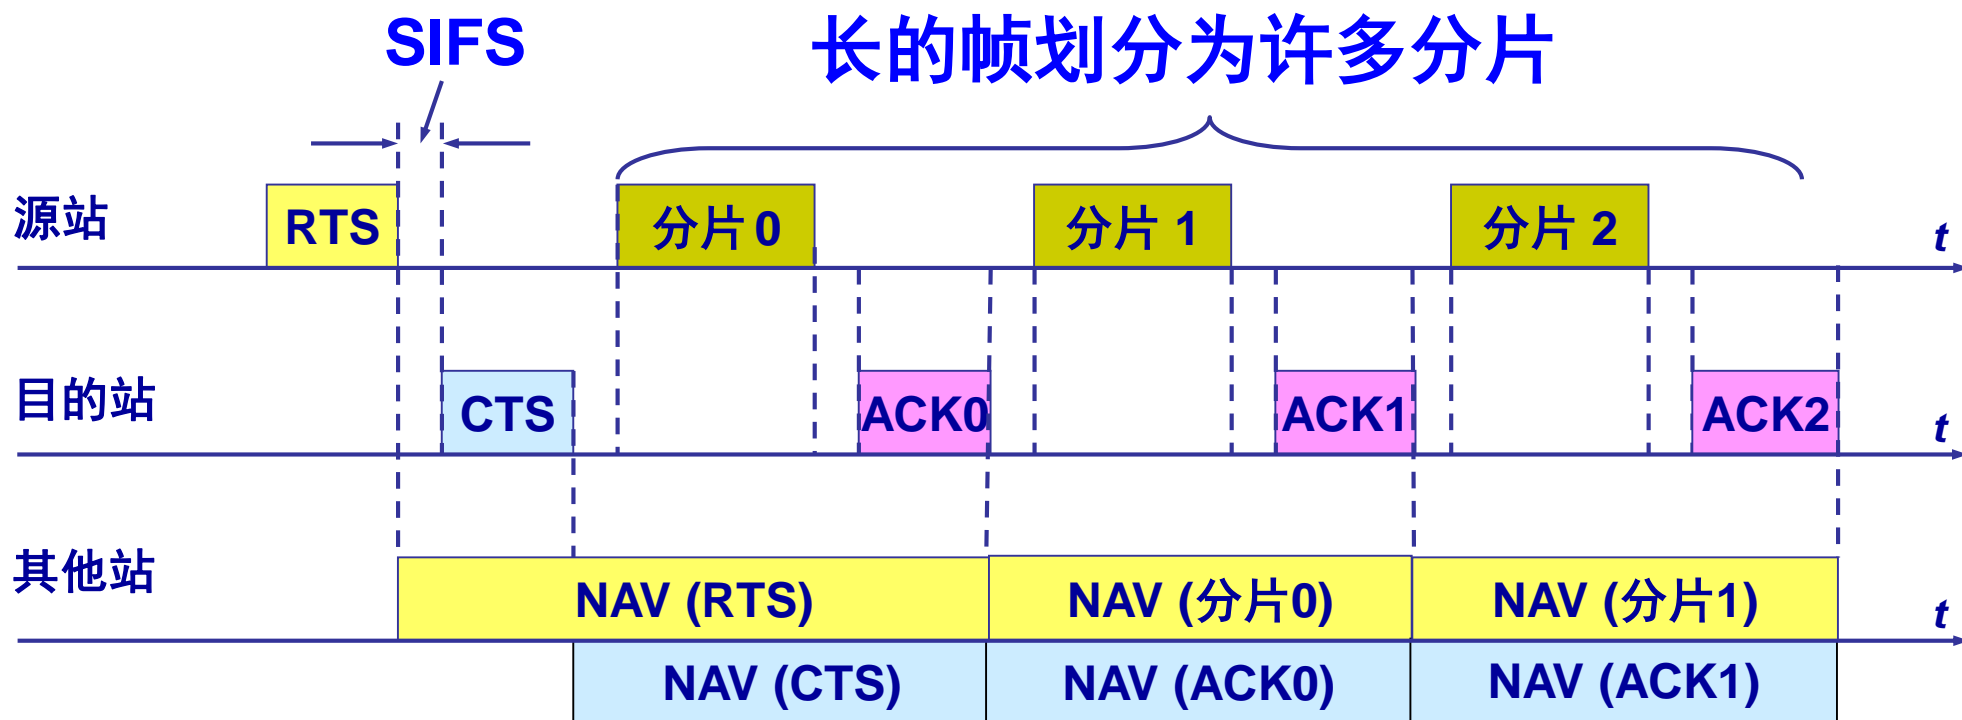 SIFS
长的帧划分为许多分片
源站
RTS
分片 0
分片 1
分片 2
t
目的站
CTS
ACK0
ACK1
ACK2
t
其他站
NAV (RTS)
NAV (分片0)
NAV (分片1)
t
NAV (CTS)
NAV (ACK0)
NAV (ACK1)